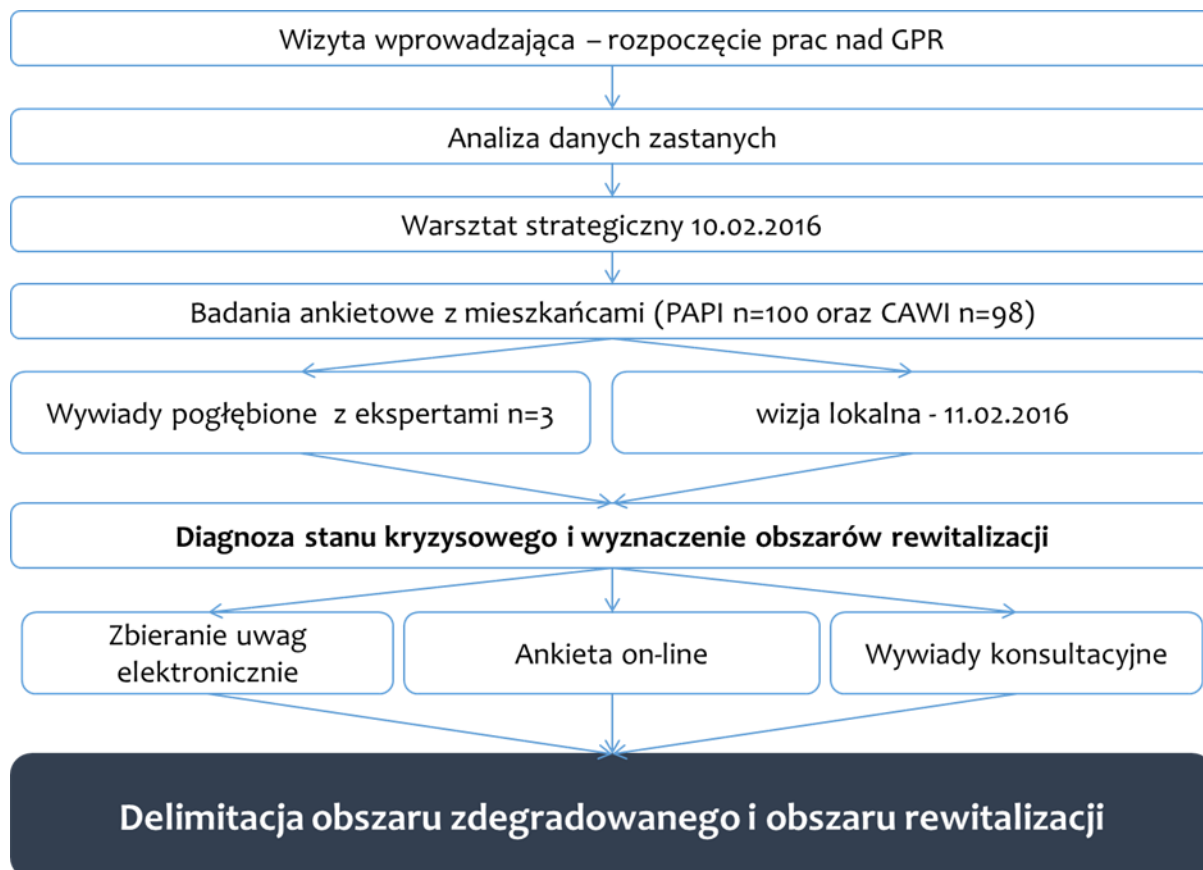 Wizyta wprowadzająca – rozpoczęcie prac nad GPR
Analiza danych zastanych
Warsztat strategiczny 10.02.2016
Badania ankietowe z mieszkańcami (PAPI n=100 oraz CAWI n=98)
Wywiady pogłębione z ekspertami n=3
wizja lokalna - 11.02.2016
Diagnoza stanu kryzysowego i wyznaczenie obszarów rewitalizacji
Zbieranie uwag
elektronicznie
Ankieta on-line
Wywiady konsultacyjne
Delimitacja obszaru zdegradowanego i obszaru rewitalizacji